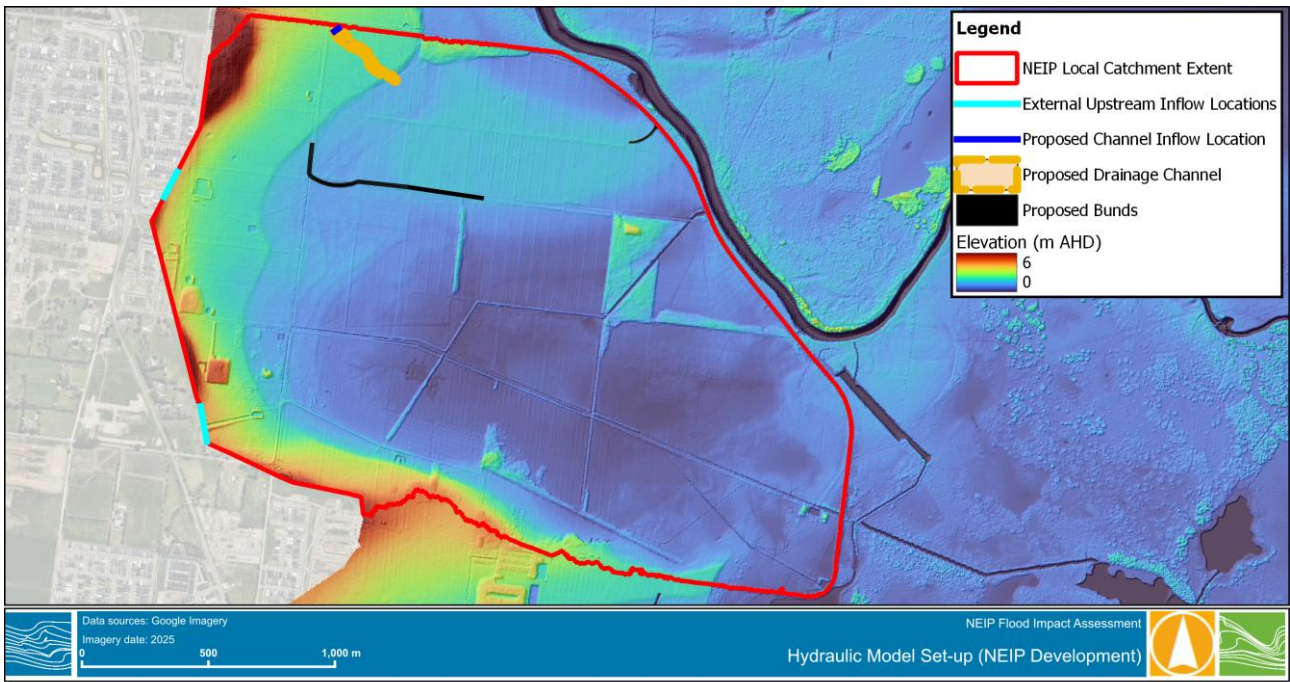 Legend
NEIP Local Catchment Extent
External Upstream Inflow Locations
Proposed Channel Inflow Location
Proposed Drainage Channel
Proposed Bunds
Elevation (m AHD)
6
0
Data sources: Google Imagery
Imagery date: 2025
0 500 1,000 m
NEIP Flood Impact Assessment
Hydraulic Model Set-up (NEIP Development)